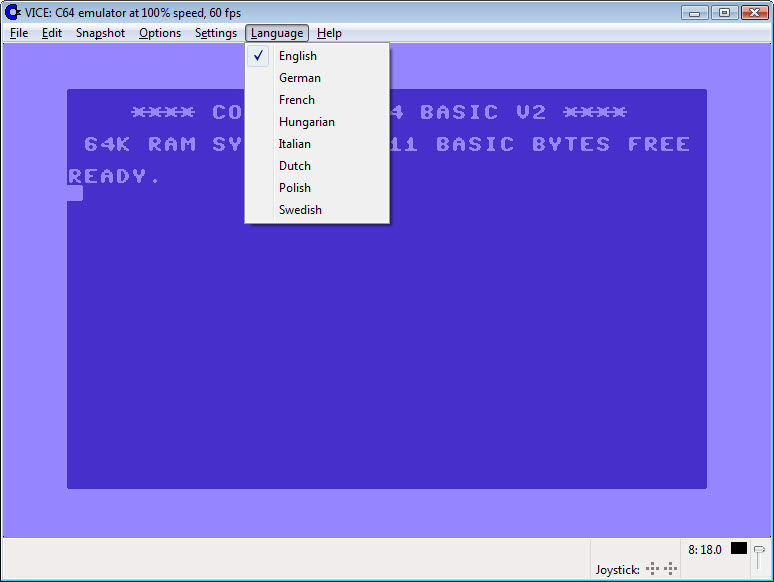 VICE: C64 emulator at 100% speed, 60 fps
File Edit Snapshot Options Settings Language Help
English
German
French
Hungarian
Italian
Dutch
Polish
Swedish
**** CO 4 BASIC V2 ****
64K RAM SY 11 BASIC BYTES FREE
READY.
8: 18.0
Joystick: